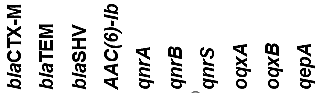 blaCTX-M
blaTEM
blaSHV
AAC(6)-Ib
qnrA
qnrB
qnrS
oqxA
oqxB
qepA